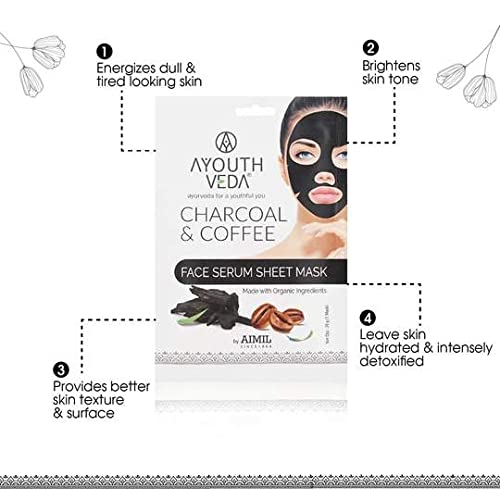 1
Energizes dull &
tired looking skin
2
Brightens
skin tone
AYOUTH
VEDA®
ayurveda for a youthful you
CHARCOAL
& COFFEE
FACE SERUM SHEET MASK
Made with Organic Ingredients
by AIMIL
3
Provides better
skin texture
& surface
4
Leave skin
hydrated & intensely
detoxified